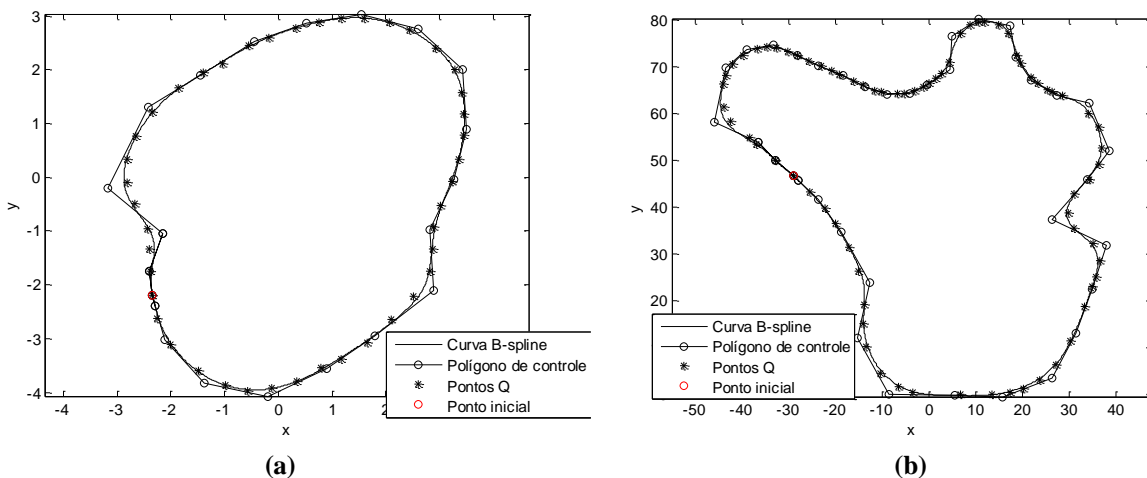 3
2
1
0
-1
-2
-3
-4
y
-4 -3 -2 -1 0 1 2
x
Curva B-spline
Polígono de controle
Pontos Q
Ponto inicial
(a)
80
70
60
50
40
30
20
y
-50 -40 -30 -20 -10 0 10 20 30 40
x
Curva B-spline
Polígono de controle
Pontos Q
Ponto inicial
(b)